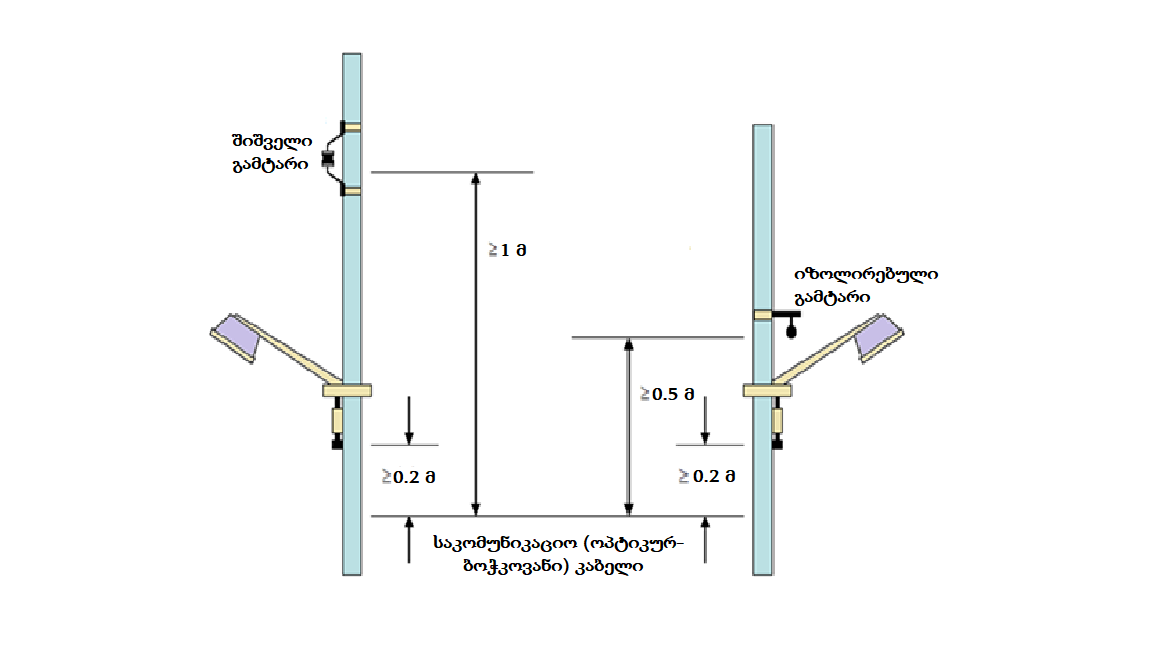 შიშველი
გამტარი
≥1 მ
იზოლირებული
გამტარი
≥0.5 მ
≥0.2 მ
≥0.2 მ
საკომუნიკაციო (ოპტიკურ-
ბოჭკოვანი) კაბელი